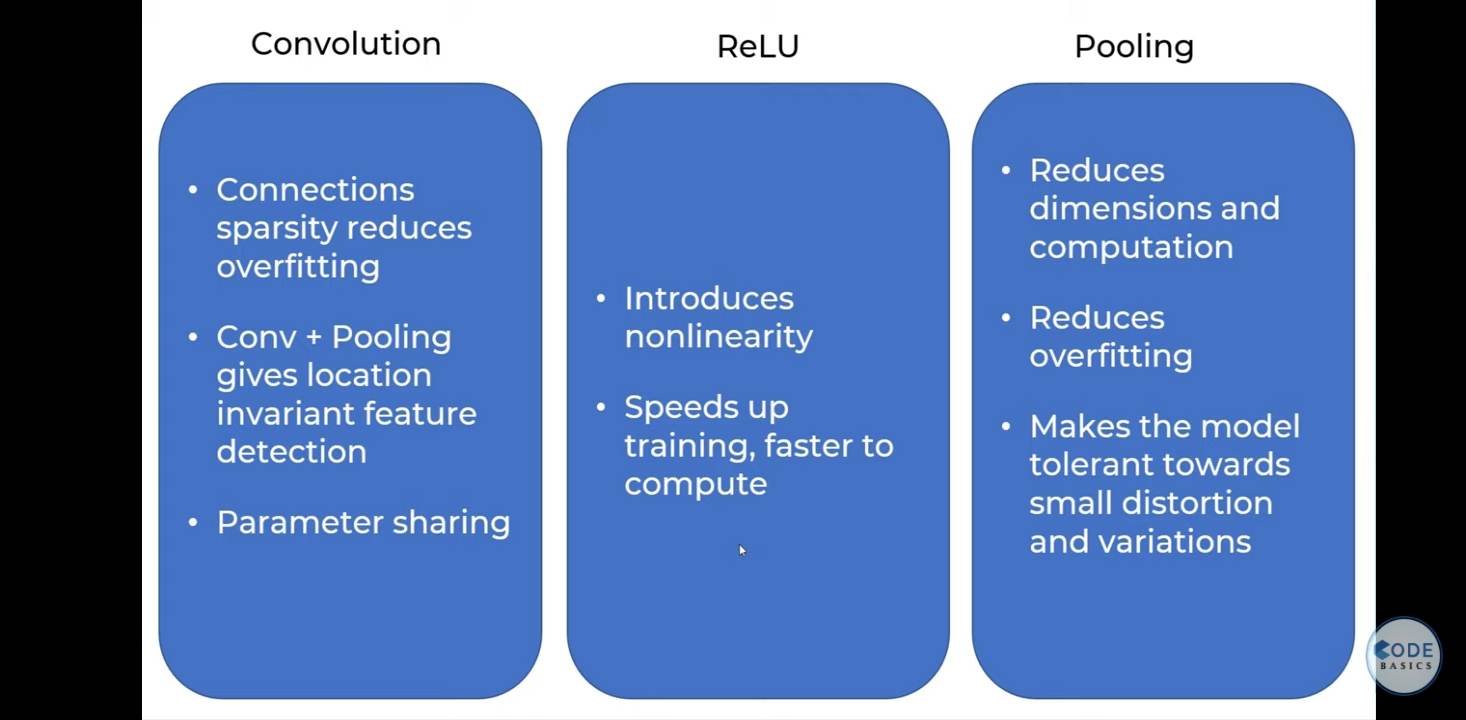 Convolution
• Connections
sparsity reduces
overfitting
• Conv + Pooling
gives location
invariant feature
detection
• Parameter sharing
ReLU
• Introduces
nonlinearity
• Speeds up
training, faster to
compute
Pooling
• Reduces
dimensions and
computation
• Reduces
overfitting
• Makes the model
tolerant towards
small distortion
and variations
CODE
BASICS